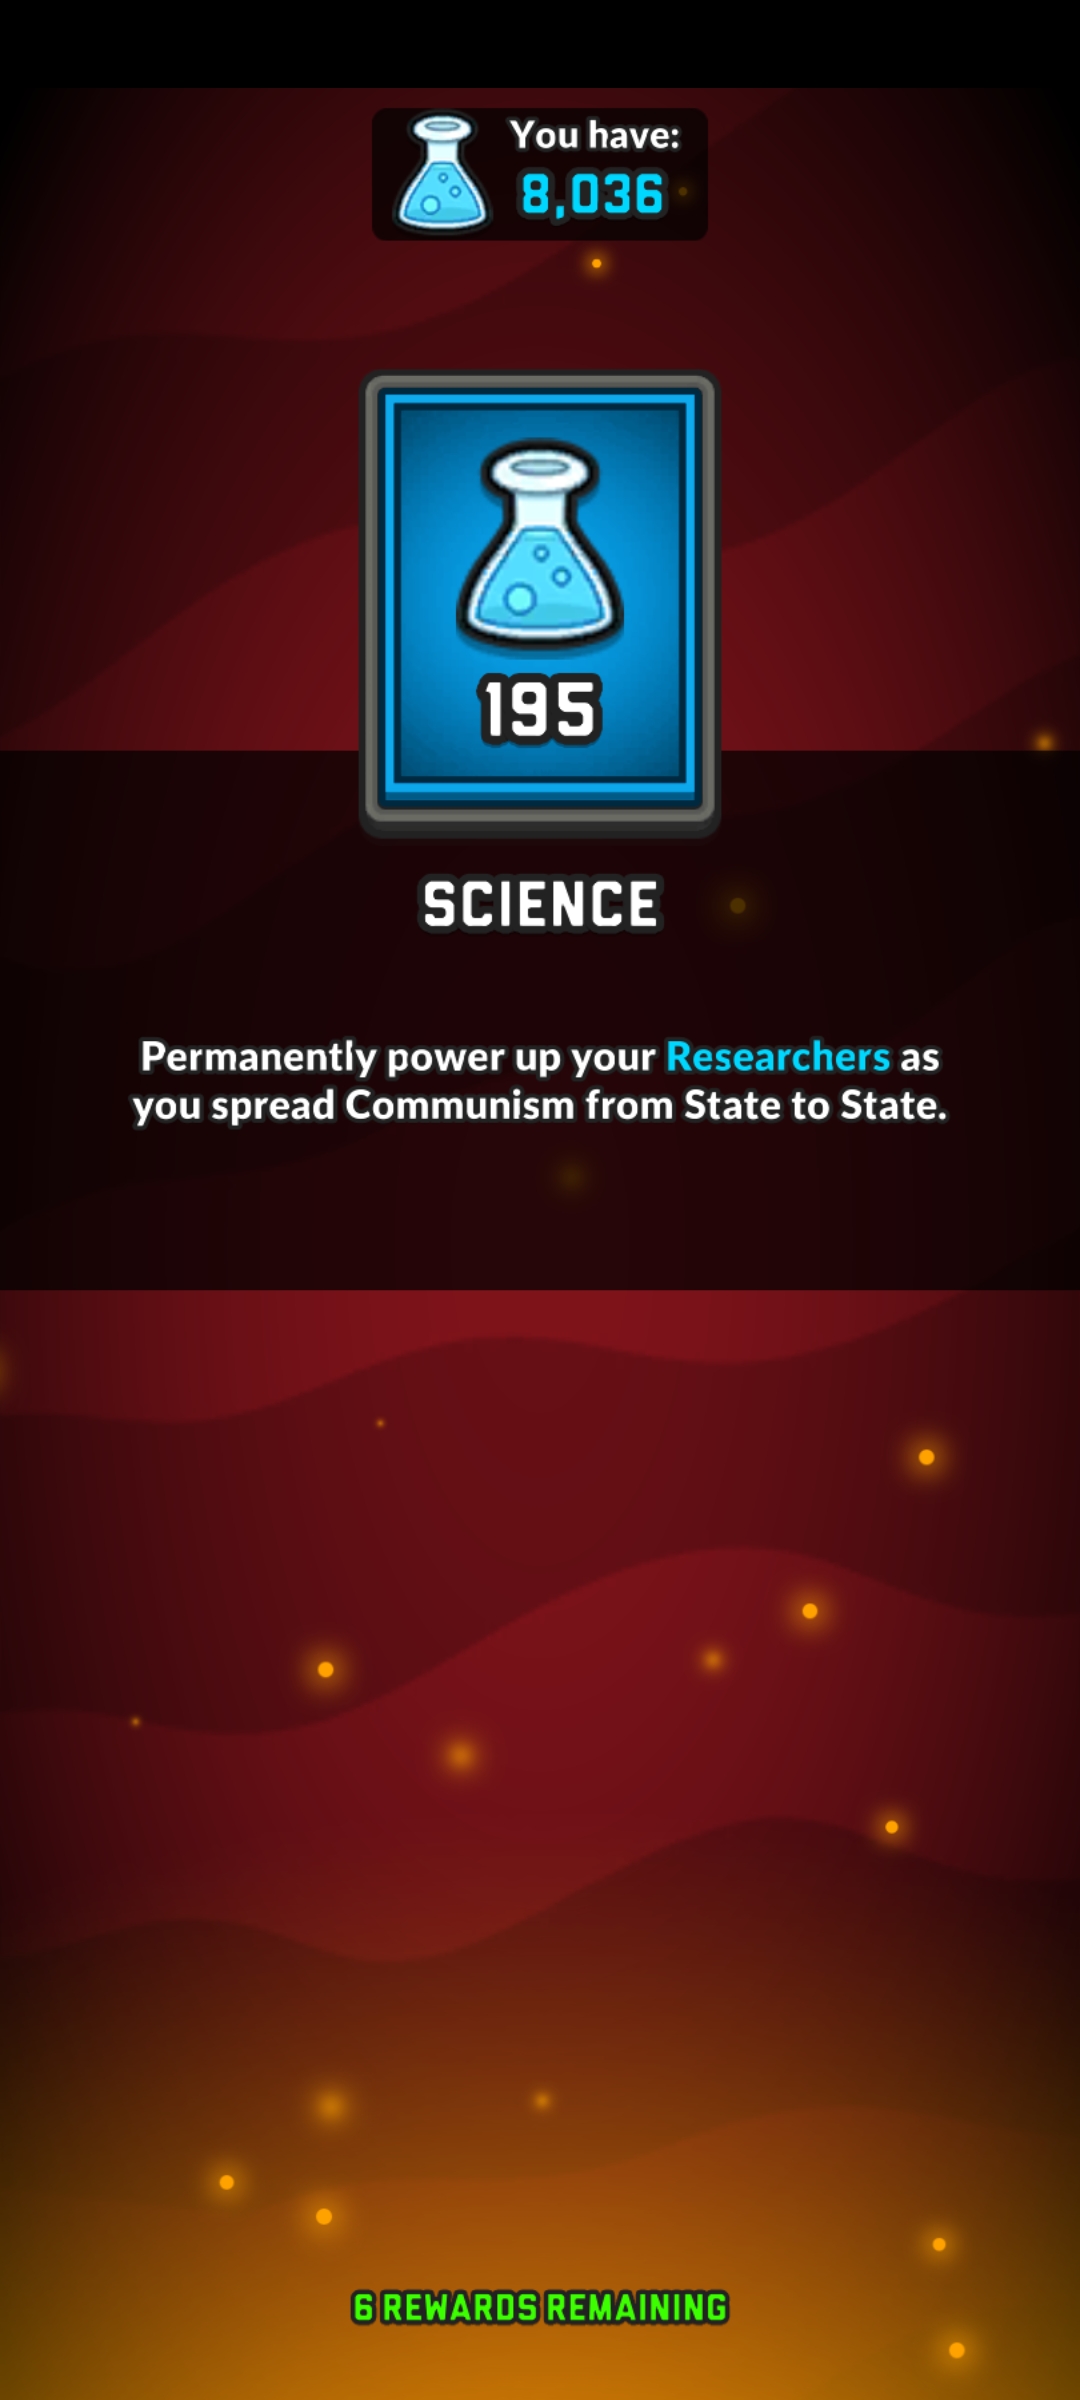 You have:
8,036
195
SCIENCE
Permanently power up your Researchers as
you spread Communism from State to State.
6 REWARDS REMAINING